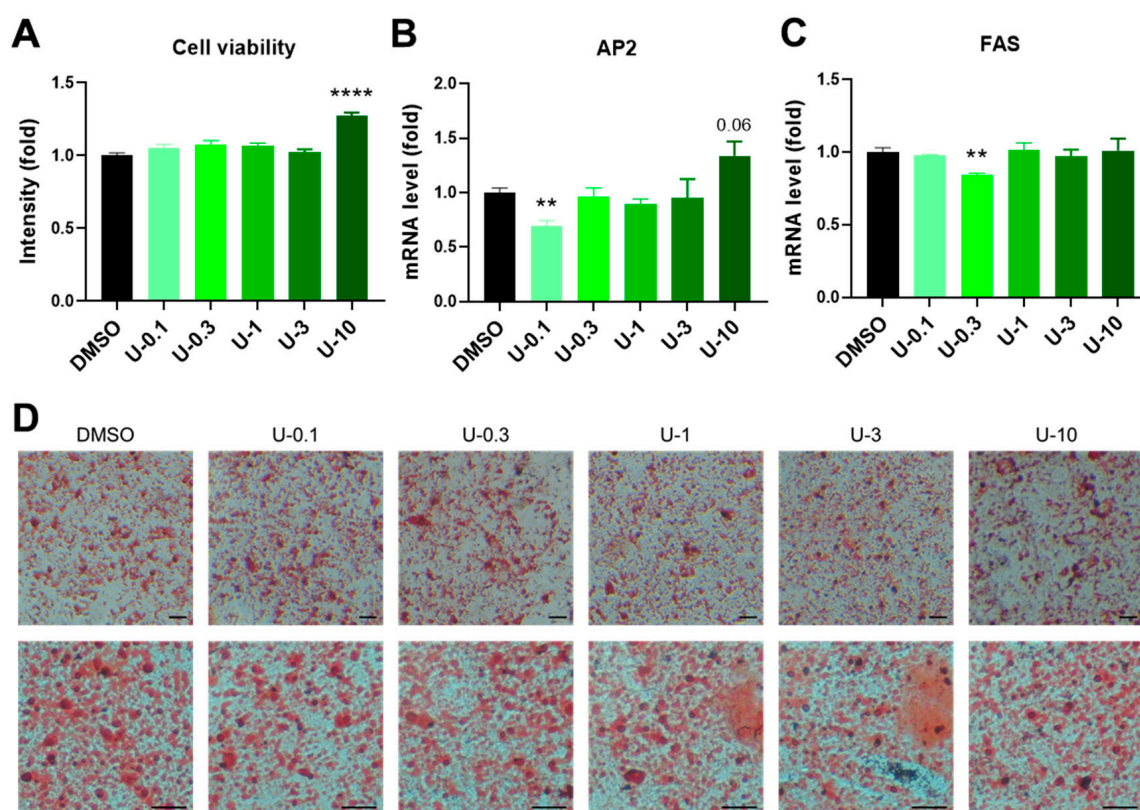 A
Cell viability
Intensity (fold)
1.5
1.0
0.5
0.0
****
DMSO
U-0.1
U-0.3
U-1
U-3
U-10
B
AP2
mRNA level (fold)
2.0
1.5
1.0
0.5
0.0
**
0.06
DMSO
U-0.1
U-0.3
U-1
U-3
U-10
C
FAS
mRNA level (fold)
1.5
1.0
0.5
0.0
**
DMSO
U-0.1
U-0.3
U-1
U-3
U-10
D
DMSO
U-0.1
U-0.3
U-1
U-3
U-10